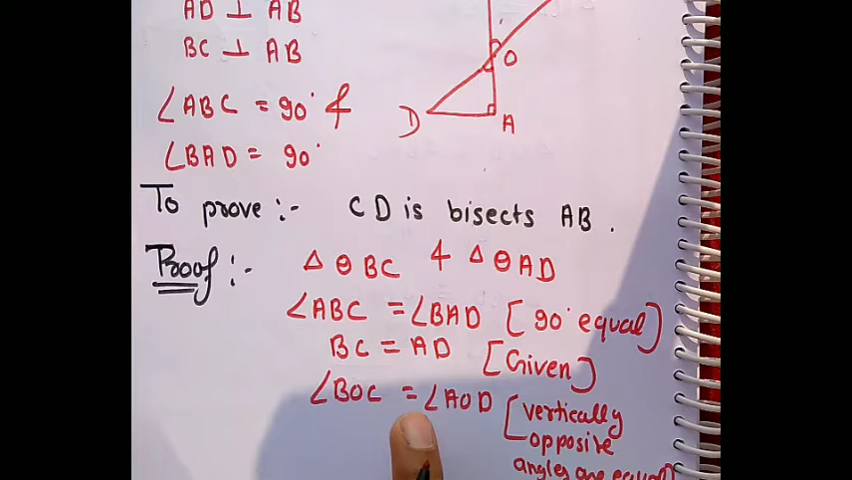 AD ⊥ AB
BC ⊥ AB
O
∠ABC = 90° &
D
A
∠BAD = 90°
To prove :- CD is bisects AB.
Proof :- Δ OBC & Δ OAD
∠ABC = ∠BAD [90° equal]
BC = AD [Given]
∠BOC = ∠AOD [vertically
opposite
angles are equal]